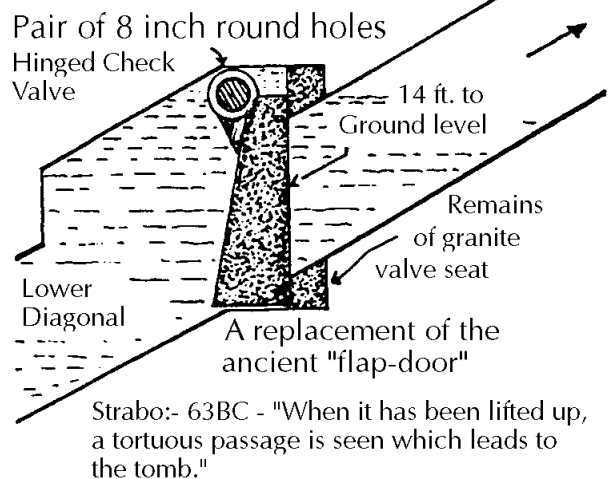 Pair of 8 inch round holes
Hinged Check
Valve
14 ft. to
Ground level
Remains
of granite
valve seat
Lower
Diagonal
A replacement of the
ancient "flap-door"
Strabo:- 63BC - "When it has been lifted up,
a tortuous passage is seen which leads to
the tomb."